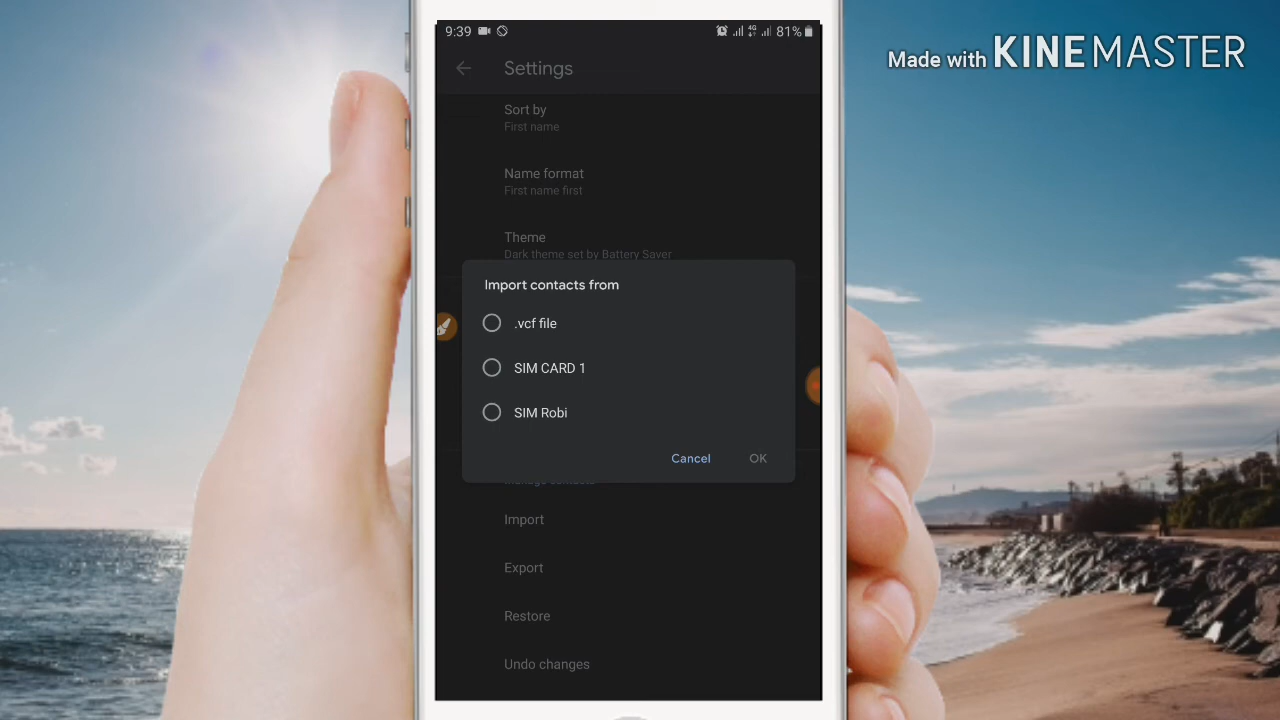 9:39 81%
Made with KINEMASTER
Settings
Sort by
First name
Name format
First name first
Theme
Dark theme set by Battery Saver
Import contacts from
.vcf file
SIM CARD 1
SIM Robi
Cancel OK
Manage contacts
Import
Export
Restore
Undo changes